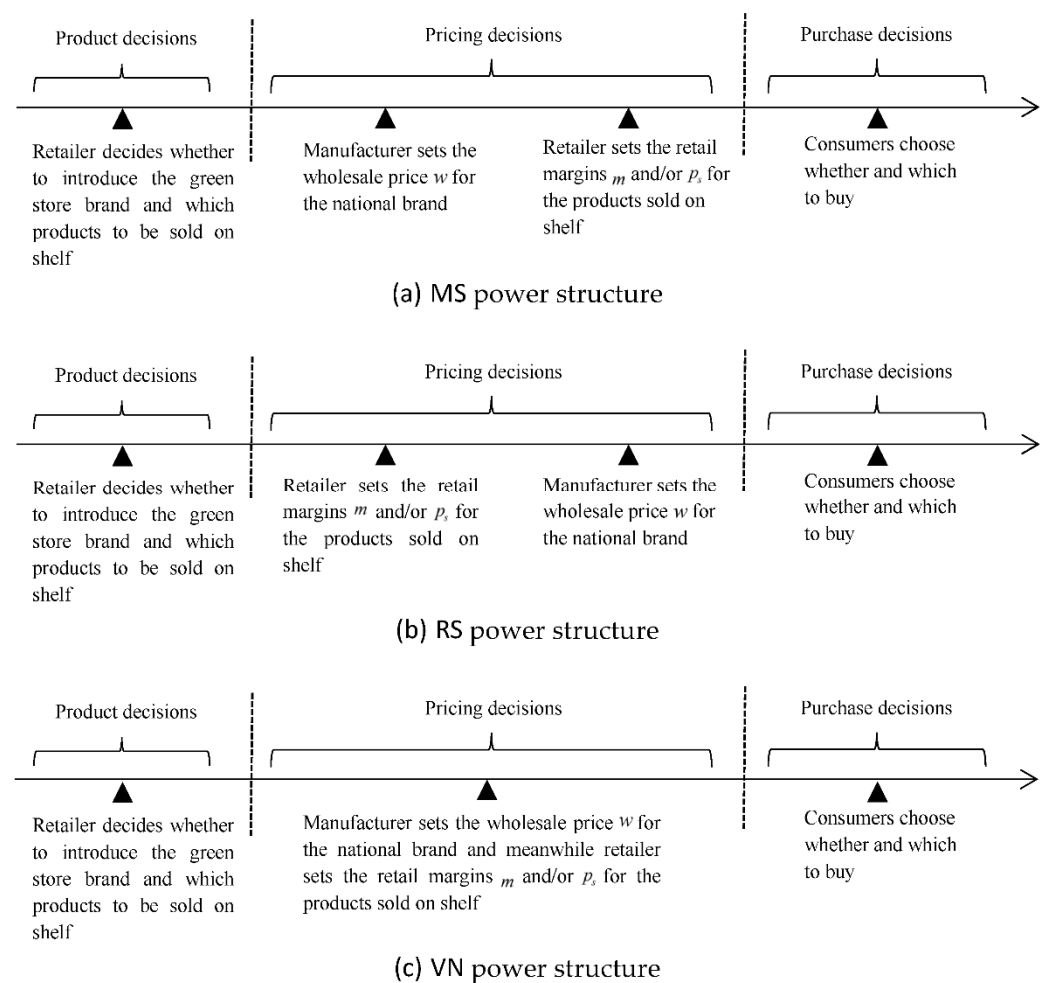 Product decisions
Pricing decisions
Purchase decisions
Retailer decides whether
to introduce the green
store brand and which
products to be sold on
shelf
Manufacturer sets the
wholesale price w for
the national brand
Retailer sets the retail
margins m and/or pₛ for
the products sold on
shelf
Consumers choose
whether and which
to buy
(a) MS power structure
Product decisions
Pricing decisions
Purchase decisions
Retailer decides whether
to introduce the green
store brand and which
products to be sold on
shelf
Retailer sets the retail
margins m and/or pₛ for
the products sold on
shelf
Manufacturer sets the
wholesale price w for
the national brand
Consumers choose
whether and which
to buy
(b) RS power structure
Product decisions
Pricing decisions
Purchase decisions
Retailer decides whether
to introduce the green
store brand and which
products to be sold on
shelf
Manufacturer sets the wholesale price w for
the national brand and meanwhile retailer
sets the retail margins m and/or pₛ for the
products sold on shelf
Consumers choose
whether and which
to buy
(c) VN power structure